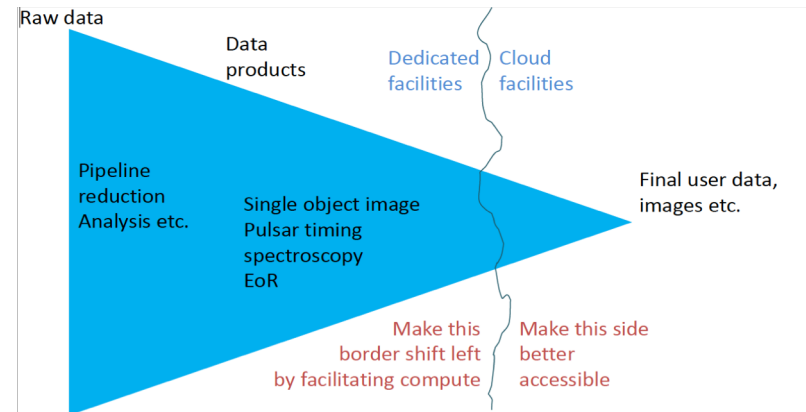 Raw data
Data
products
Dedicated
facilities
Cloud
facilities
Pipeline
reduction
Analysis etc.
Single object image
Pulsar timing
spectroscopy
EoR
Final user data,
images etc.
Make this
border shift left
by facilitating compute
Make this side
better
accessible